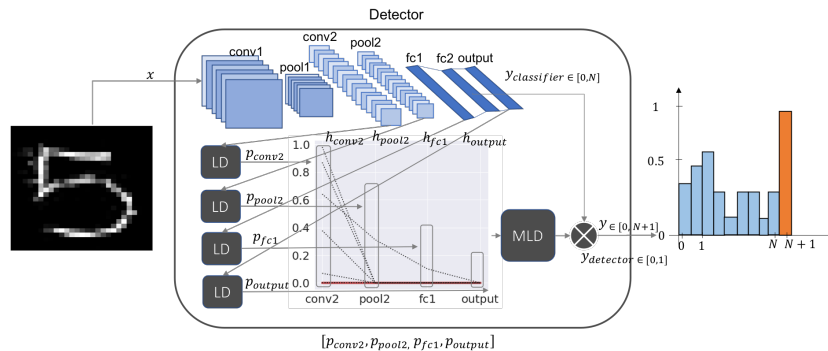 Detector
conv1
pool1
conv2
pool2
fc1
fc2
output
x
y_classifier ∈ [0,N]
h_conv2
h_pool2
h_fc1
h_output
LD
p_conv2
LD
p_pool2
LD
p_fc1
LD
p_output
1.0
0.8
0.6
0.4
0.2
0.0
conv2
pool2
fc1
output
MLD
y ∈ [0,N+1]
y_detector ∈ [0,1]
1
0.5
0
0
1
N
N + 1
[p_conv2, p_pool2, p_fc1, p_output]